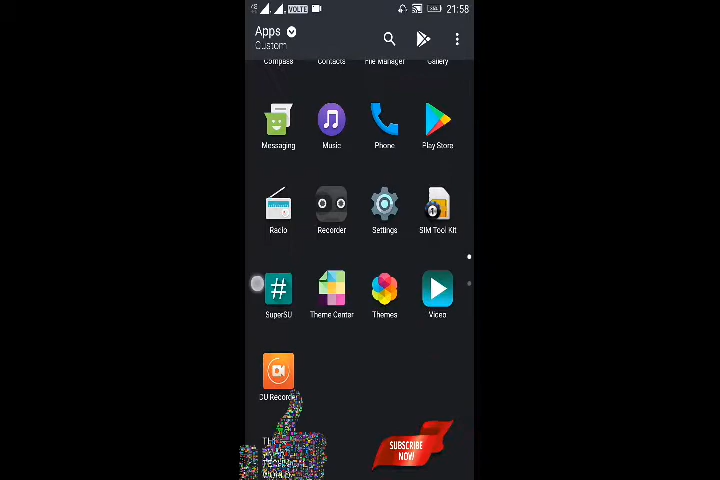 VOLTE 21:58
Apps
Custom
Compass Contacts File Manager Gallery
Messaging Music Phone Play Store
Radio Recorder Settings SIM Tool Kit
# SuperSU Theme Center Themes Video
DU Recorder
SUBSCRIBE
NOW